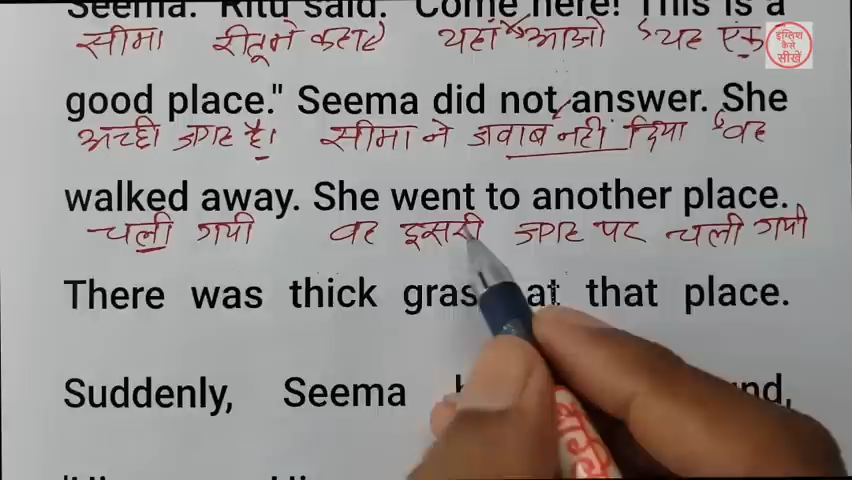 Seema. "Ritu said. "Come here! This is a
सीमा रीतू ने कहा यहां आओ यह एक
इंग्लिश कैसे सीखें
good place." Seema did not answer. She
अच्छी जगह है। सीमा ने जवाब नहीं दिया वह
walked away. She went to another place.
चली गयी वह दूसरी जगह पर चली गयी
There was thick gras at that place.
Suddenly, Seema nd,